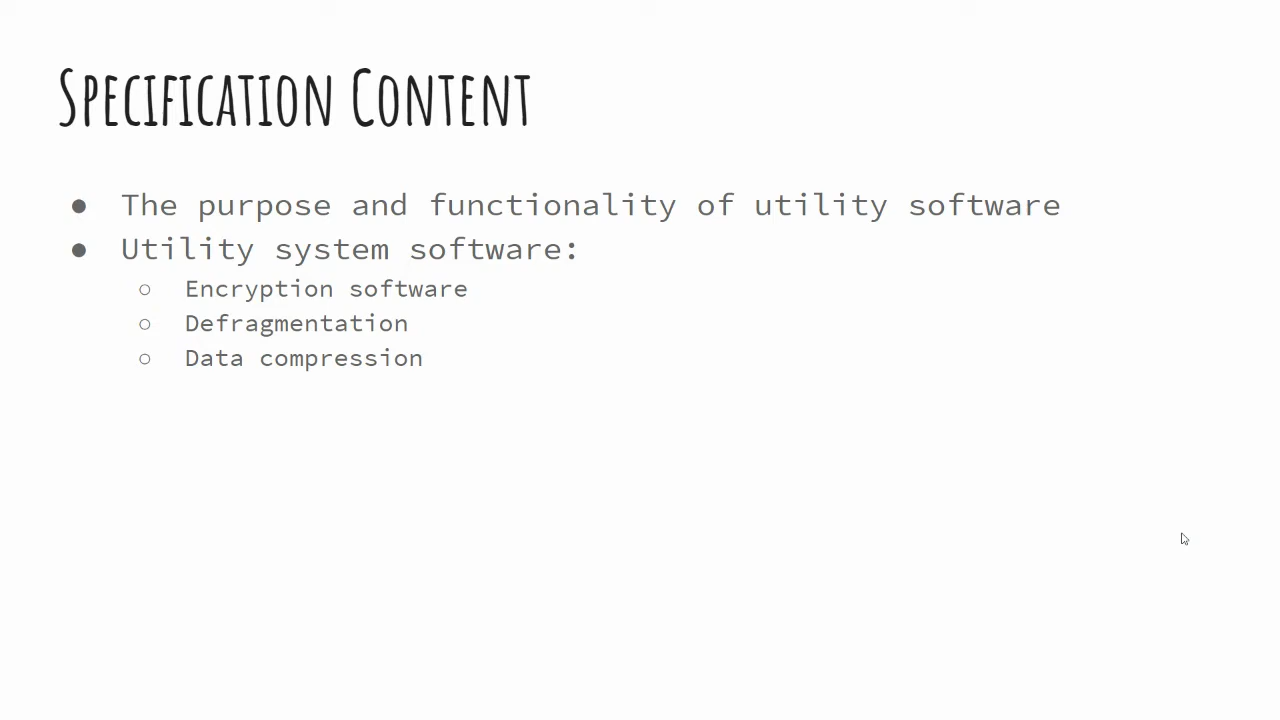 Specification Content
● The purpose and functionality of utility software
● Utility system software:
○ Encryption software
○ Defragmentation
○ Data compression